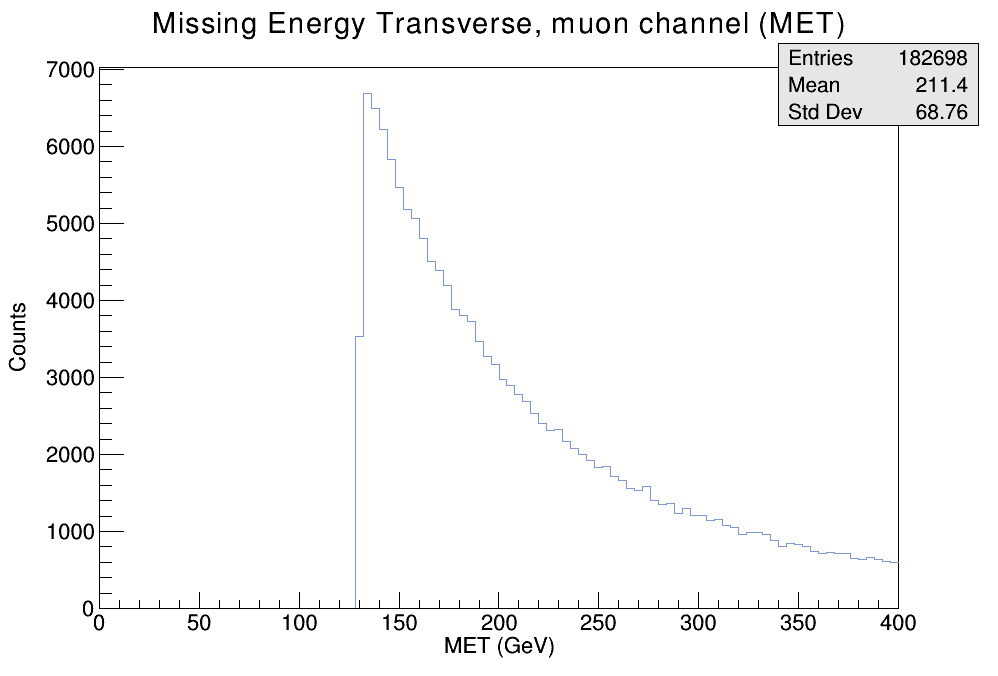 Missing Energy Transverse, muon channel (MET)
Entries 182698
Mean 211.4
Std Dev 68.76
7000
6000
5000
4000
3000
2000
1000
0
Counts
0 50 100 150 200 250 300 350 400
MET (GeV)